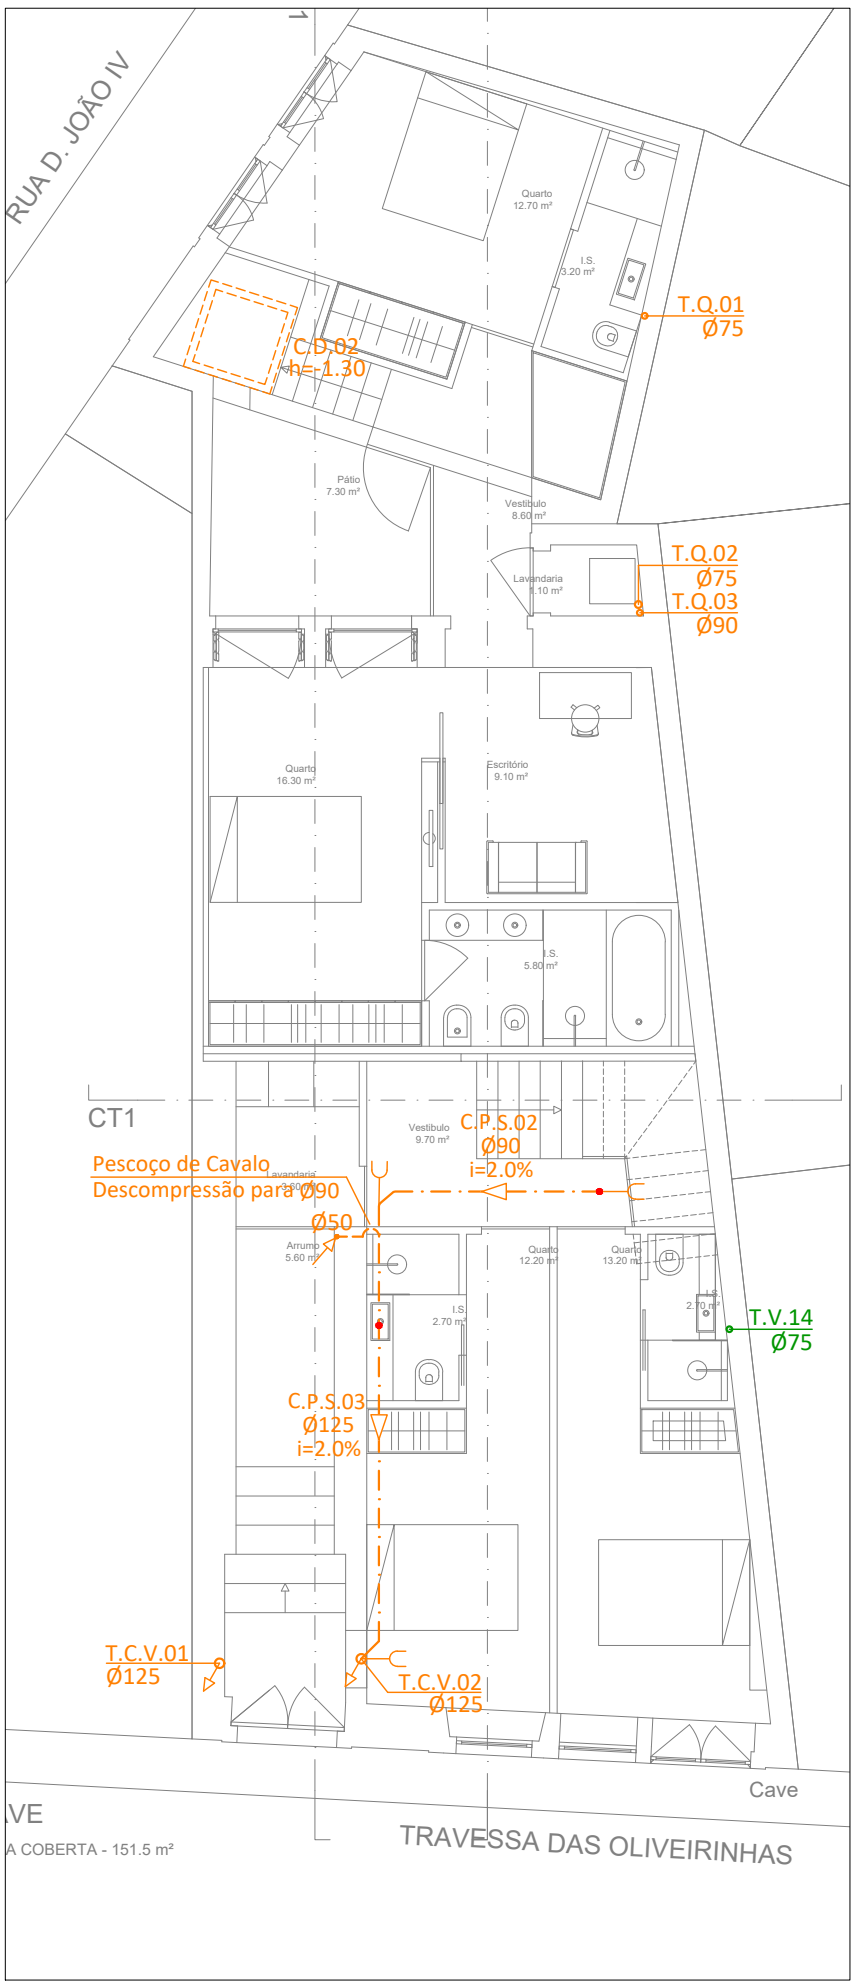 RUA D. JOÃO IV
Quarto
12.70 m²
I.S.
3.20 m²
T.Q.01
Ø75
C.D.02
h=-1.30
Pátio
7.30 m²
Vestíbulo
8.60 m²
T.Q.02
Ø75
Lavandaria
1.10 m²
T.Q.03
Ø90
Quarto
16.30 m²
Escritório
9.10 m²
I.S.
5.80 m²
CT1
Vestíbulo
9.70 m²
C.P.S.02
Ø90
i=2.0%
Pescoço de Cavalo
Descompressão para Ø90
Lavandaria
3.60 m²
Ø50
Arrumo
5.60 m²
Quarto
12.20 m²
Quarto
13.20 m²
I.S.
2.70 m²
I.S.
2.70 m²
T.V.14
Ø75
C.P.S.03
Ø125
i=2.0%
T.C.V.01
Ø125
T.C.V.02
Ø125
Cave
AVE
A COBERTA - 151.5 m²
TRAVESSA DAS OLIVEIRINHAS